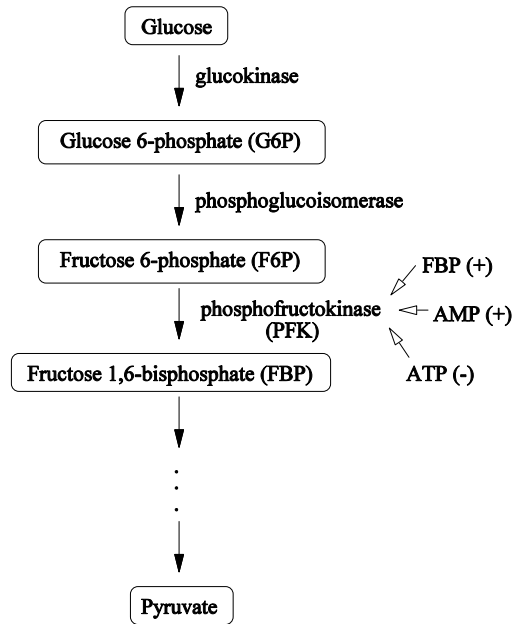 Glucose
glucokinase
Glucose 6-phosphate (G6P)
phosphoglucoisomerase
Fructose 6-phosphate (F6P)
FBP (+)
phosphofructokinase
(PFK)
AMP (+)
ATP (-)
Fructose 1,6-bisphosphate (FBP)
Pyruvate